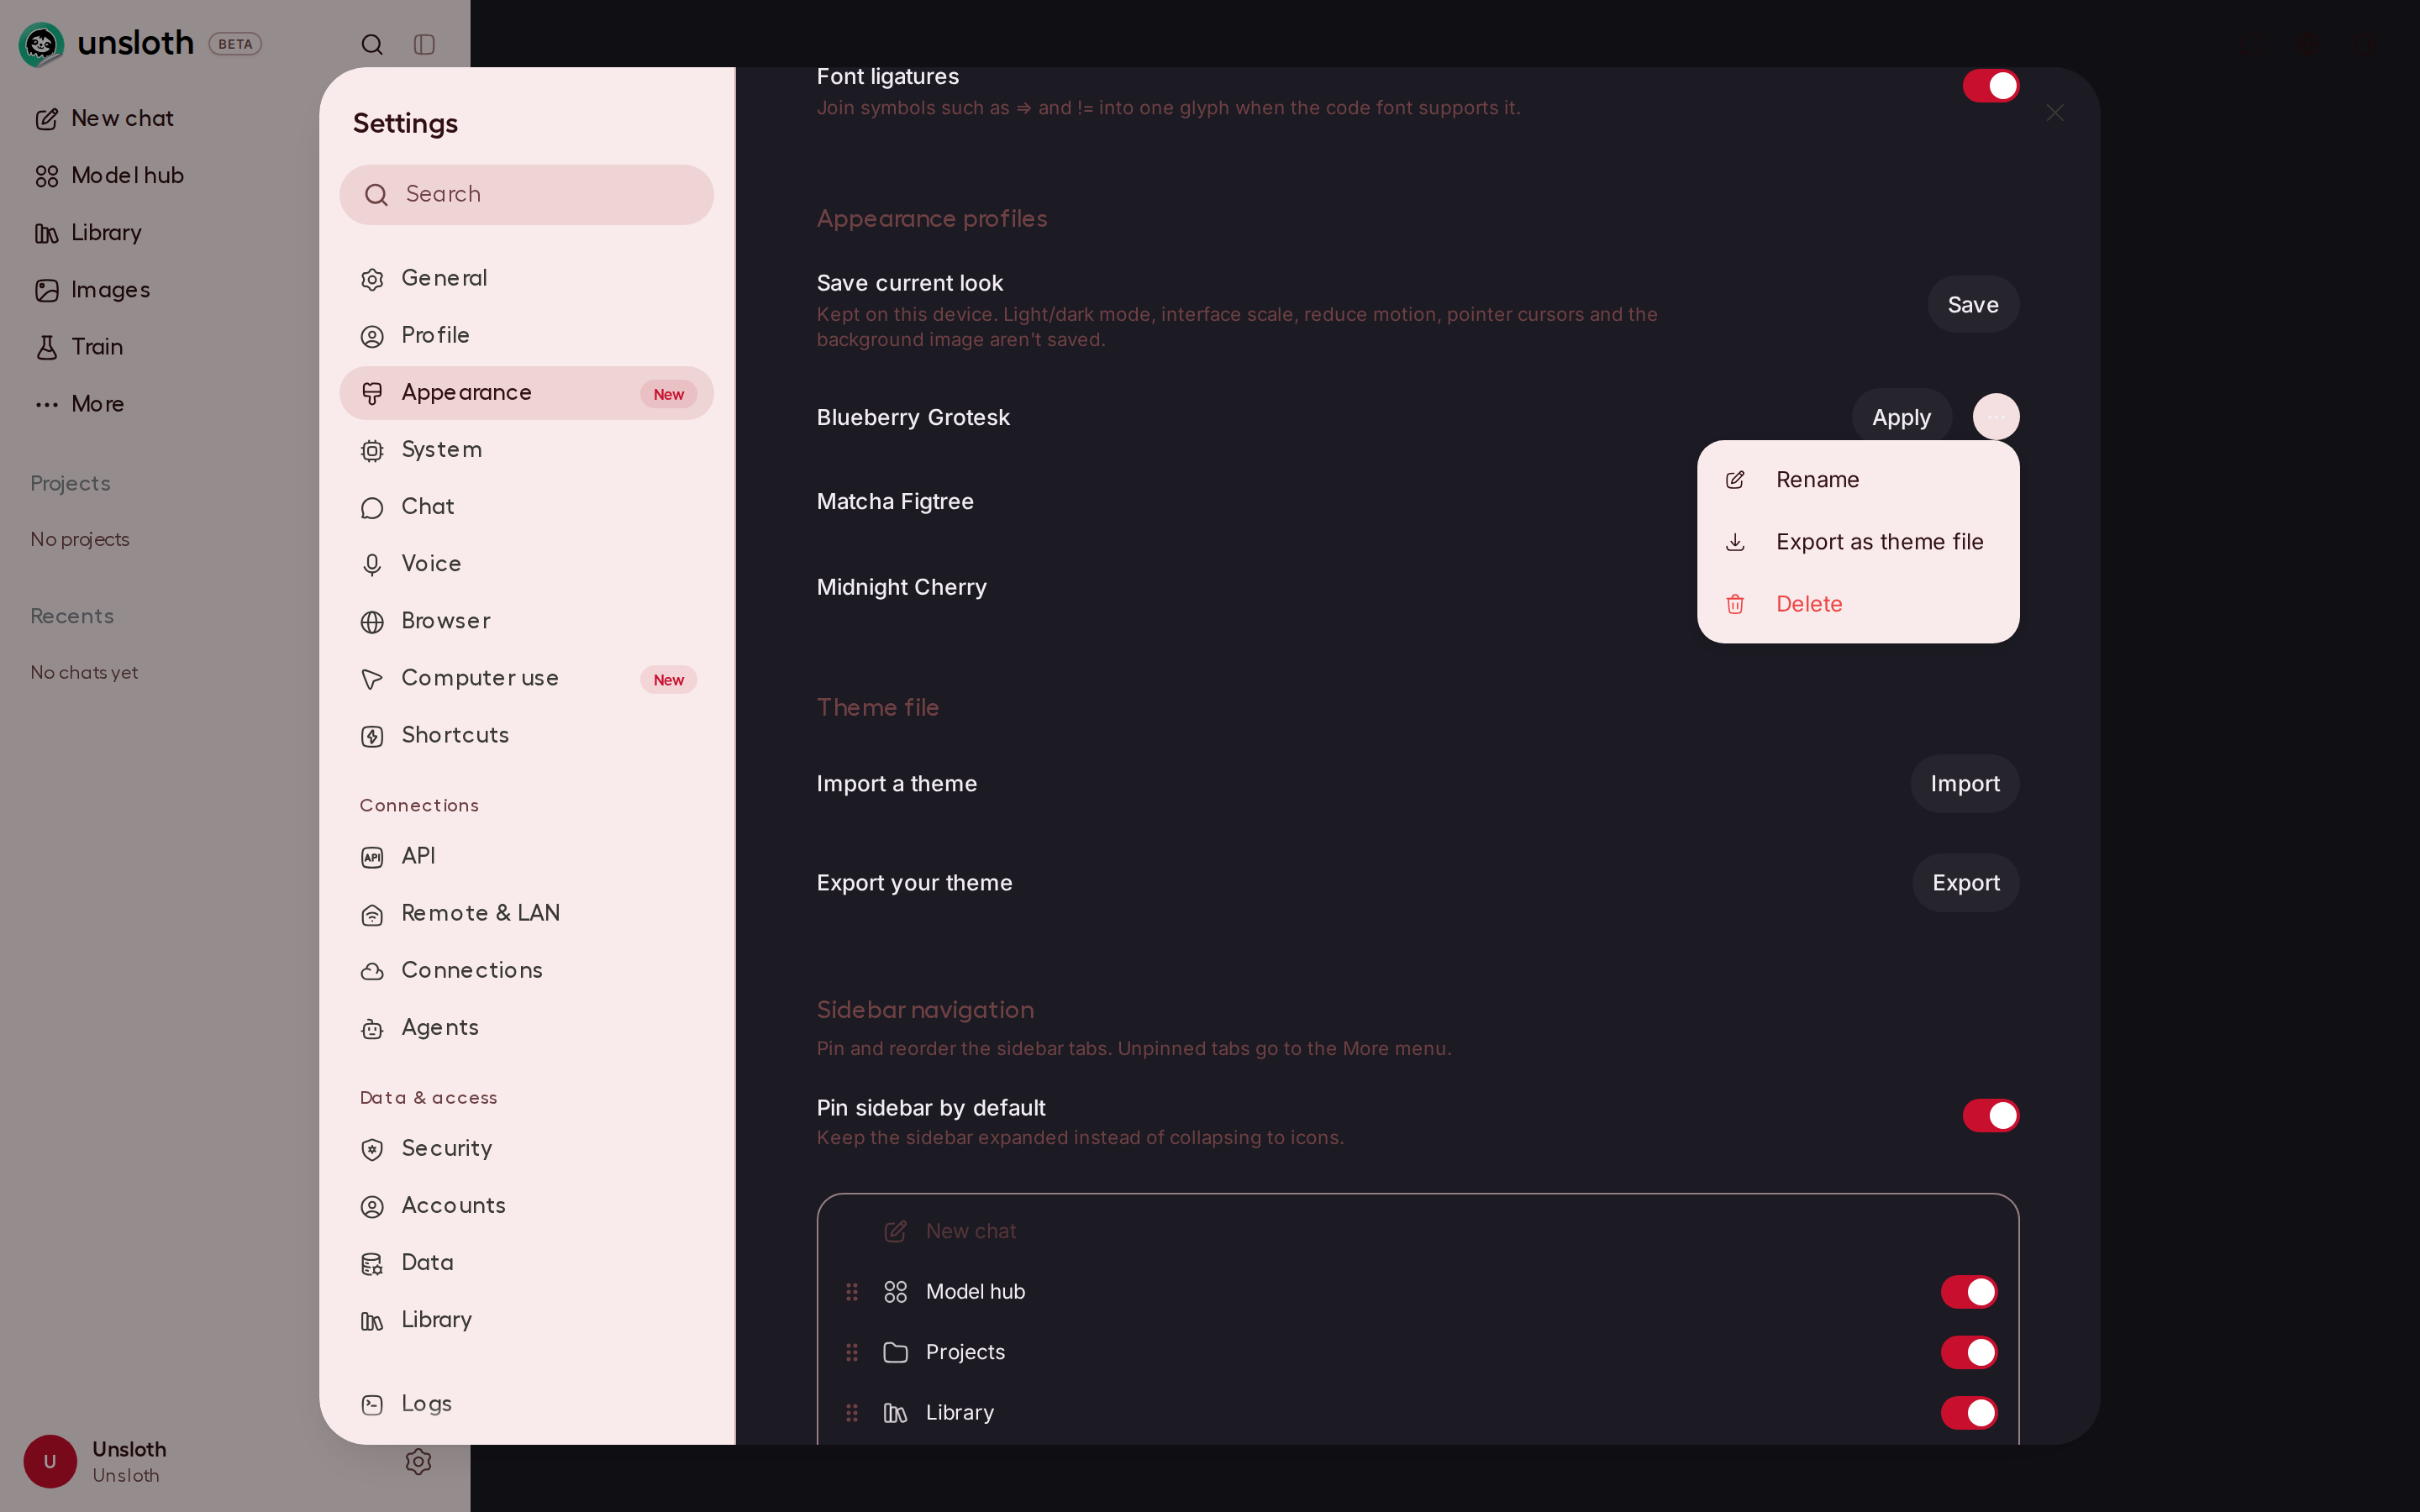 unsloth BETA
New chat
Model hub
Library
Images
Train
More
Projects
No projects
Recents
No chats yet
U
Unsloth
Unsloth
Settings
Search
General
Profile
Appearance New
System
Chat
Voice
Browser
Computer use New
Shortcuts
Connections
API
Remote & LAN
Connections
Agents
Data & access
Security
Accounts
Data
Library
Logs
Font ligatures
Join symbols such as ⇒ and != into one glyph when the code font supports it.
Appearance profiles
Save current look
Kept on this device. Light/dark mode, interface scale, reduce motion, pointer cursors and the
background image aren't saved.
Save
Blueberry Grotesk
Apply
Matcha Figtree
Midnight Cherry
Rename
Export as theme file
Delete
Theme file
Import a theme
Import
Export your theme
Export
Sidebar navigation
Pin and reorder the sidebar tabs. Unpinned tabs go to the More menu.
Pin sidebar by default
Keep the sidebar expanded instead of collapsing to icons.
New chat
Model hub
Projects
Library